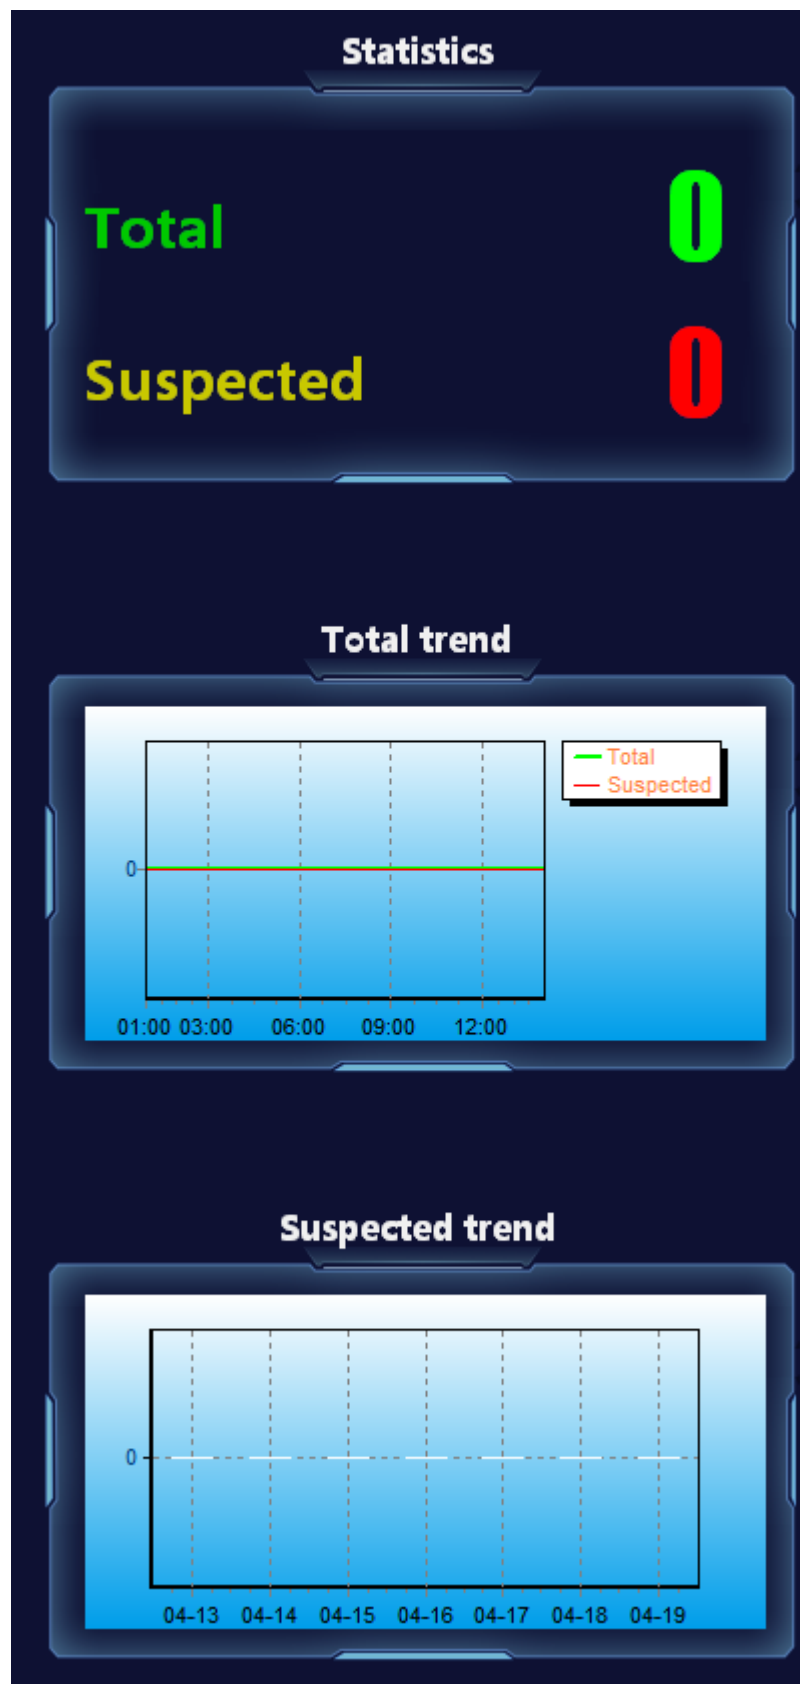 Statistics
Total 0
Suspected 0
Total trend
Total
Suspected
0
01:00 03:00 06:00 09:00 12:00
Suspected trend
0
04-13 04-14 04-15 04-16 04-17 04-18 04-19